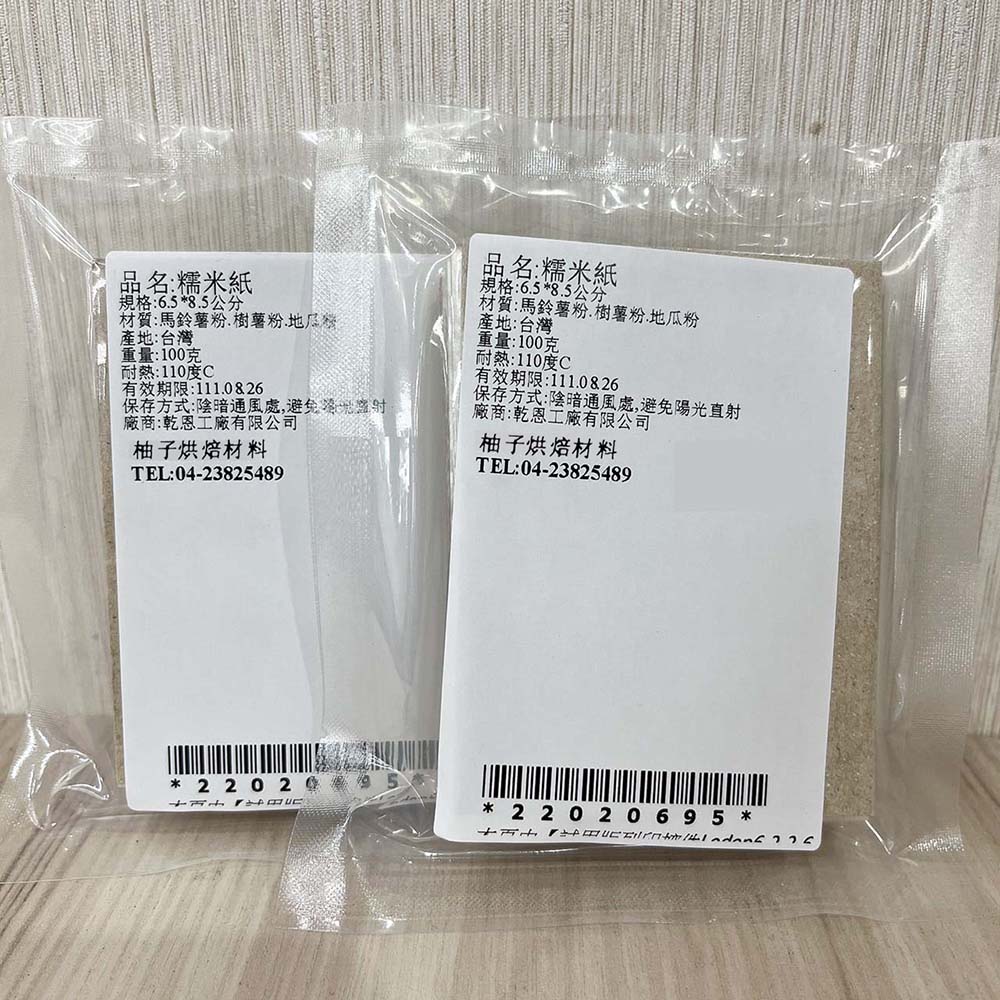 品名:糯米紙
規格:6.5*8.5公分
材質:馬鈴薯粉.樹薯粉.地瓜粉
產地:台灣
重量:100克
耐熱:110度C
有效期限:111.08.26
保存方式:陰暗通風處,避免陽光直射
廠商:乾恩工廠有限公司
柚子烘焙材料
TEL:04-23825489
*22020695*
品名:糯米紙
規格:6.5*8.5公分
材質:馬鈴薯粉.樹薯粉.地瓜粉
產地:台灣
重量:100克
耐熱:110度C
有效期限:111.08.26
保存方式:陰暗通風處,避免陽光直射
廠商:乾恩工廠有限公司
柚子烘焙材料
TEL:04-23825489
*22020695*